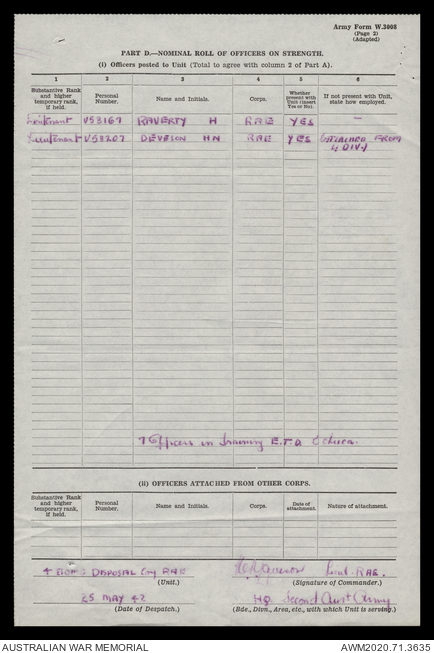 Army Form W.3008
(Page 2)
(Adapted)
PART D.—NOMINAL ROLL OF OFFICERS ON STRENGTH.
(i) Officers posted to Unit (Total to agree with column 2 of Part A).
1 2 3 4 5 6
Substantive Rank and higher temporary rank, if held. Personal Number. Name and Initials. Corps. Whether present with Unit (insert Yes or No). If not present with Unit, state how employed.
Lieutenant V53167 RAVERTY H RAE YES —
Lieutenant V53207 DEVESON HN RAE YES ATTACHED FROM
4 DIV
7 Officers in training E.T.D. Echuca.
(ii) OFFICERS ATTACHED FROM OTHER CORPS.
Substantive Rank and higher temporary rank, if held. Personal Number. Name and Initials. Corps. Date of attachment. Nature of attachment.
4 BOMB DISPOSAL Coy RAE Lieut. RAE.
(Unit.) (Signature of Commander.)
25 MAY 42 HQ Second Aust Army
(Date of Despatch.) (Bde., Divn., Area, etc., with which Unit is serving.)
AUSTRALIAN WAR MEMORIAL AWM2020.71.3635